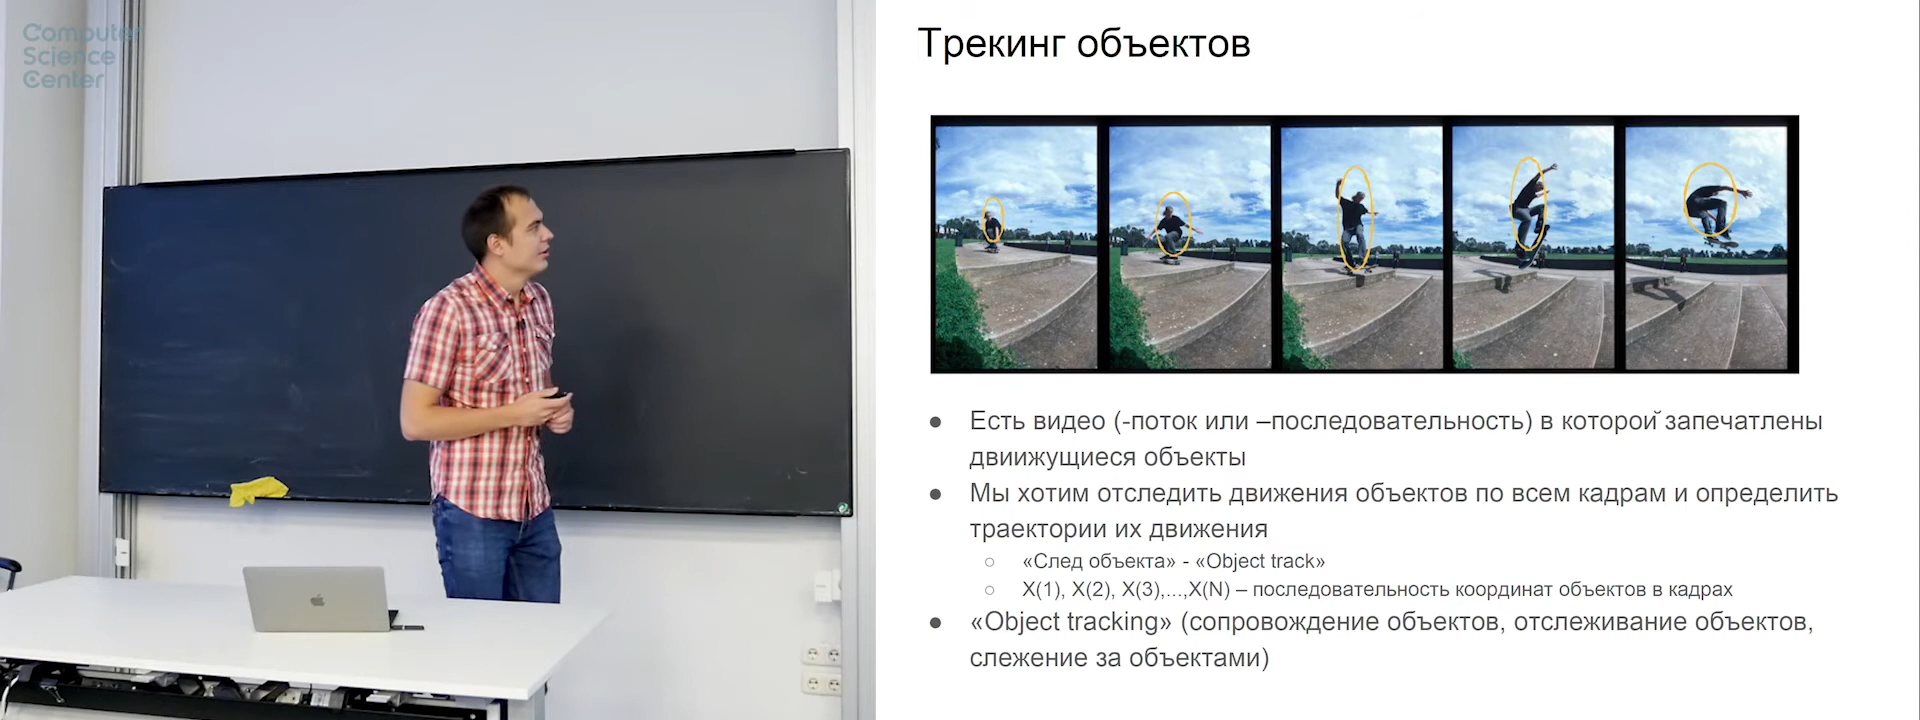 Computer
Science
Center
Трекинг объектов
● Есть видео (-поток или –последовательность) в которой запечатлены
двиижущиеся объекты
● Мы хотим отследить движения объектов по всем кадрам и определить
траектории их движения
○ «След объекта» - «Object track»
○ X(1), X(2), X(3),...,X(N) – последовательность координат объектов в кадрах
● «Object tracking» (сопровождение объектов, отслеживание объектов,
слежение за объектами)